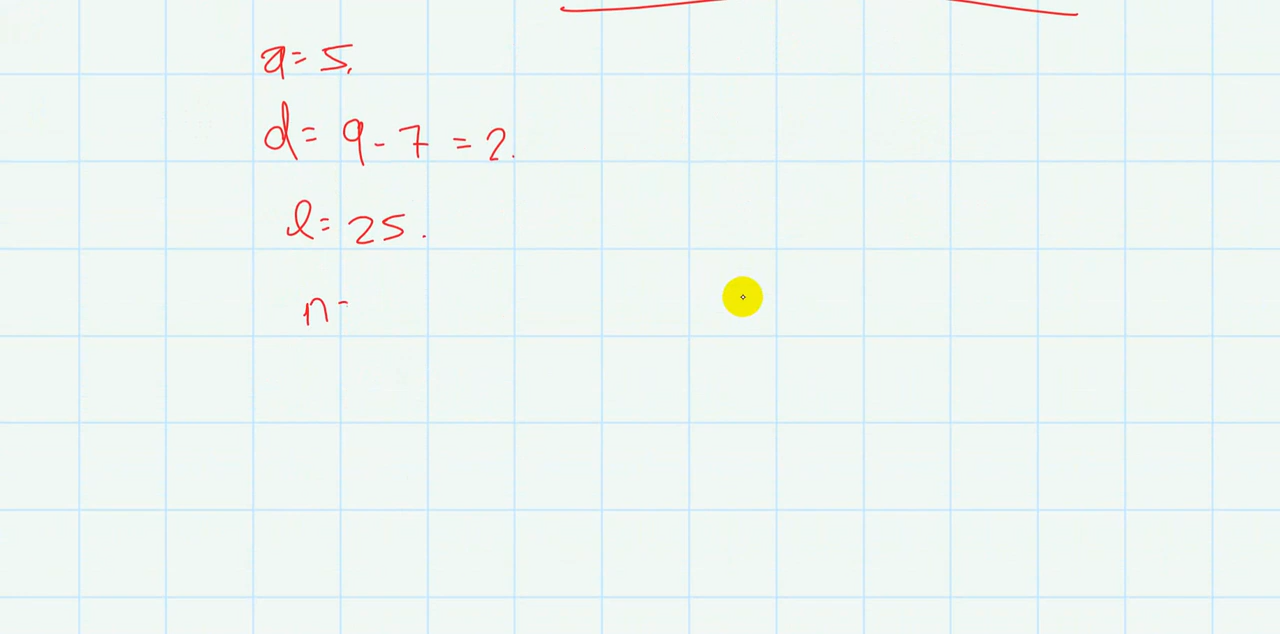 a= 5.
d= 9-7 =2.
l= 25.
n=